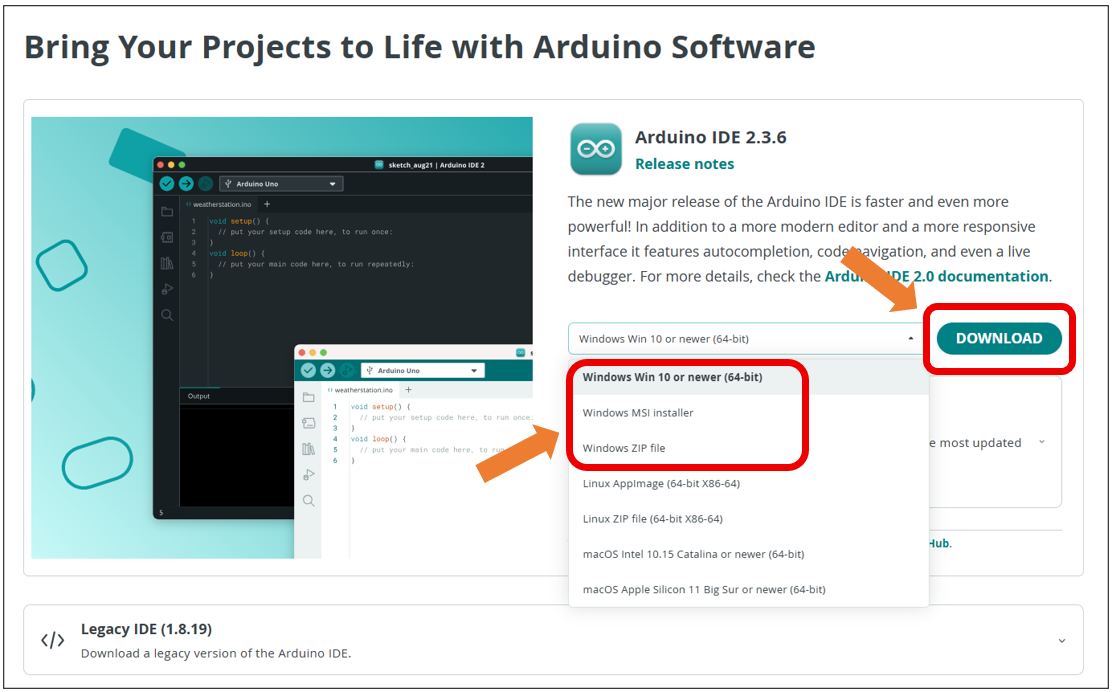 Bring Your Projects to Life with Arduino Software
sketch_aug21 | Arduino IDE 2
Arduino Uno
weatherstation.ino
1 void setup() {
2 // put your setup code here, to run once:
3 }
4 void loop() {
5 // put your main code here, to run repeatedly:
6 }
Output
5
Arduino Uno
weatherstation.ino
1 void setup() {
2 // put your setup code here, to run once:
3 }
4 void loop() {
5 // put your main code here, to run
6 }
Arduino IDE 2.3.6
Release notes
The new major release of the Arduino IDE is faster and even more
powerful! In addition to a more modern editor and a more responsive
interface it features autocompletion, code navigation, and even a live
debugger. For more details, check the Arduino IDE 2.0 documentation.
Windows Win 10 or newer (64-bit)
DOWNLOAD
Windows Win 10 or newer (64-bit)
Windows MSI installer
Windows ZIP file
e most updated
Linux AppImage (64-bit X86-64)
Linux ZIP file (64-bit X86-64)
Hub.
macOS Intel 10.15 Catalina or newer (64-bit)
macOS Apple Silicon 11 Big Sur or newer (64-bit)
Legacy IDE (1.8.19)
Download a legacy version of the Arduino IDE.